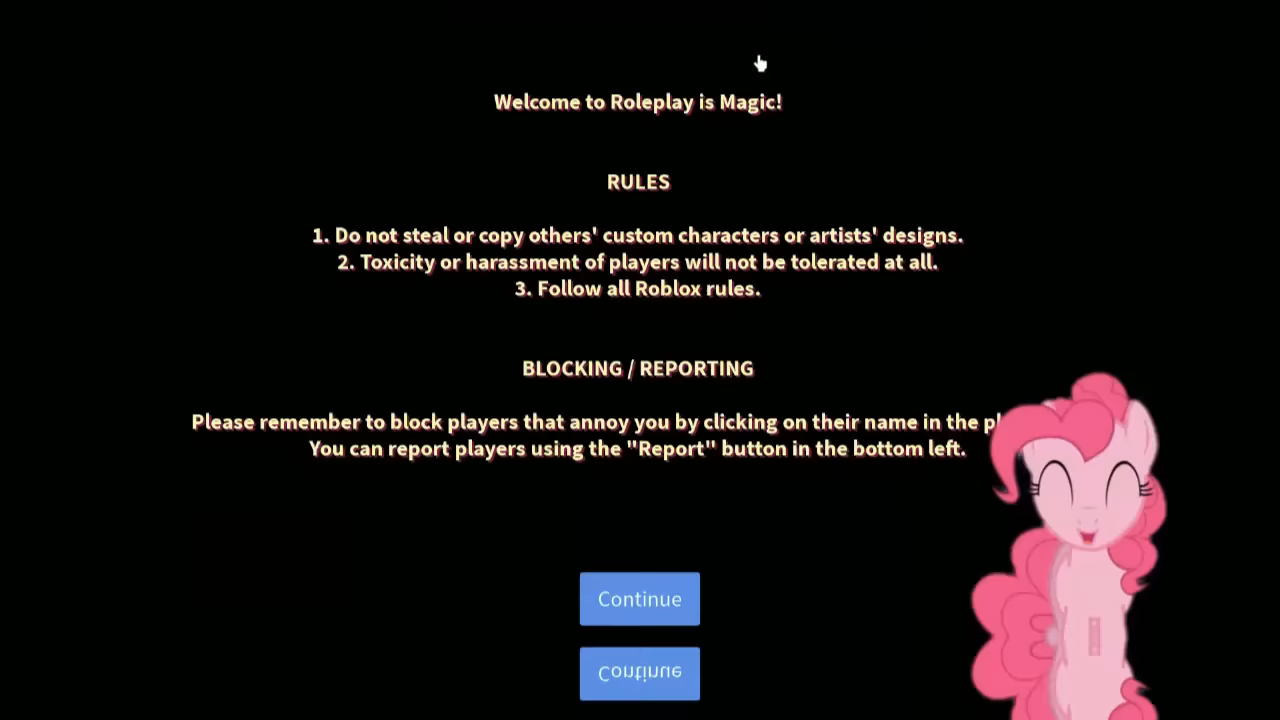 Welcome to Roleplay is Magic!
RULES
1. Do not steal or copy others' custom characters or artists' designs.
2. Toxicity or harassment of players will not be tolerated at all.
3. Follow all Roblox rules.
BLOCKING / REPORTING
Please remember to block players that annoy you by clicking on their name in the
You can report players using the "Report" button in the bottom left.
Continue
Continue